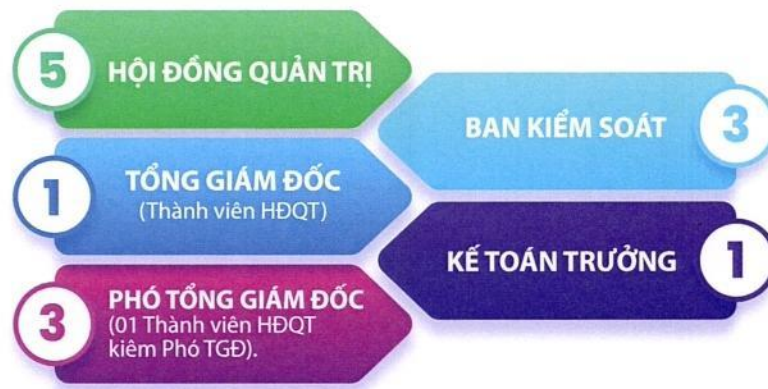 5
HỘI ĐỒNG QUẢN TRỊ
BAN KIỂM SOÁT
3
1
TỔNG GIÁM ĐỐC
(Thành viên HĐQT)
KẾ TOÁN TRƯỞNG
1
3
PHÓ TỔNG GIÁM ĐỐC
(01 Thành viên HĐQT
kiêm Phó TGĐ).